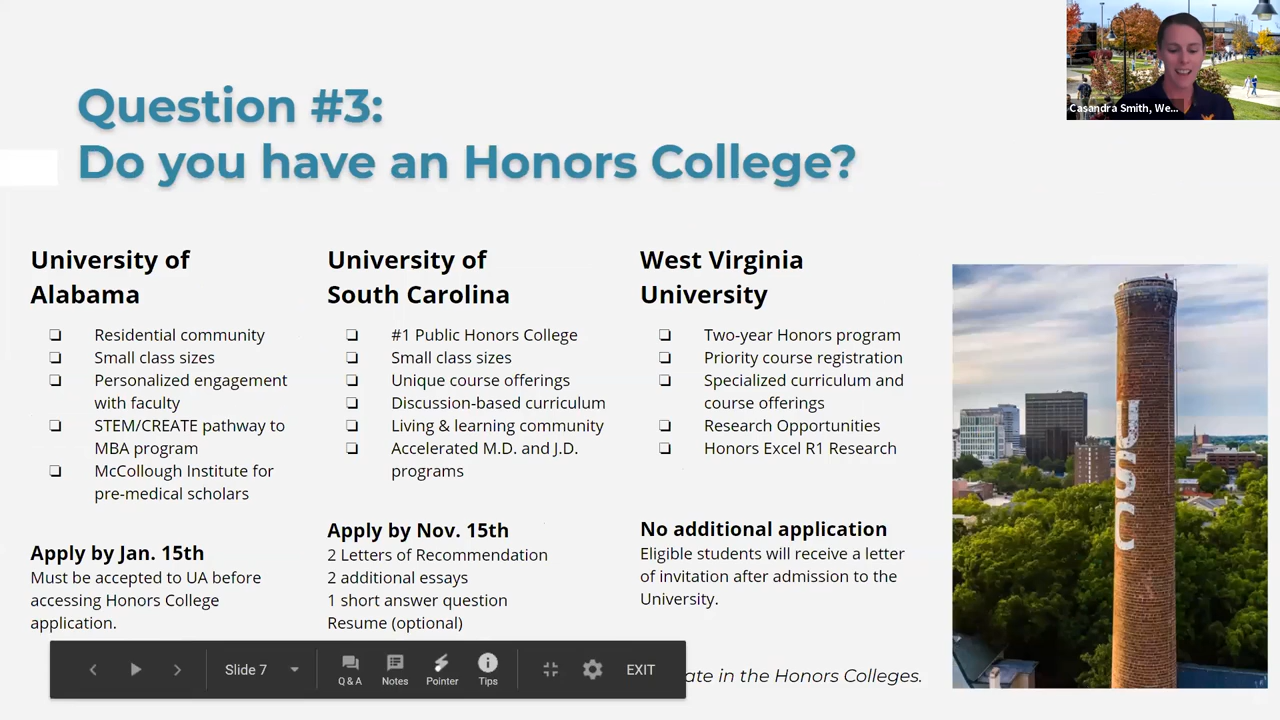 Question #3:
Do you have an Honors College?
Casandra Smith, We...
University of
Alabama
❏ Residential community
❏ Small class sizes
❏ Personalized engagement
with faculty
❏ STEM/CREATE pathway to
MBA program
❏ McCollough Institute for
pre-medical scholars
Apply by Jan. 15th
Must be accepted to UA before
accessing Honors College
application.
University of
South Carolina
❏ #1 Public Honors College
❏ Small class sizes
❏ Unique course offerings
❏ Discussion-based curriculum
❏ Living & learning community
❏ Accelerated M.D. and J.D.
programs
Apply by Nov. 15th
2 Letters of Recommendation
2 additional essays
1 short answer question
Resume (optional)
West Virginia
University
❏ Two-year Honors program
❏ Priority course registration
❏ Specialized curriculum and
course offerings
❏ Research Opportunities
❏ Honors Excel R1 Research
No additional application
Eligible students will receive a letter
of invitation after admission to the
University.
USC
in the Honors Colleges.
Slide 7
Q & A
Notes
Pointer
Tips
EXIT